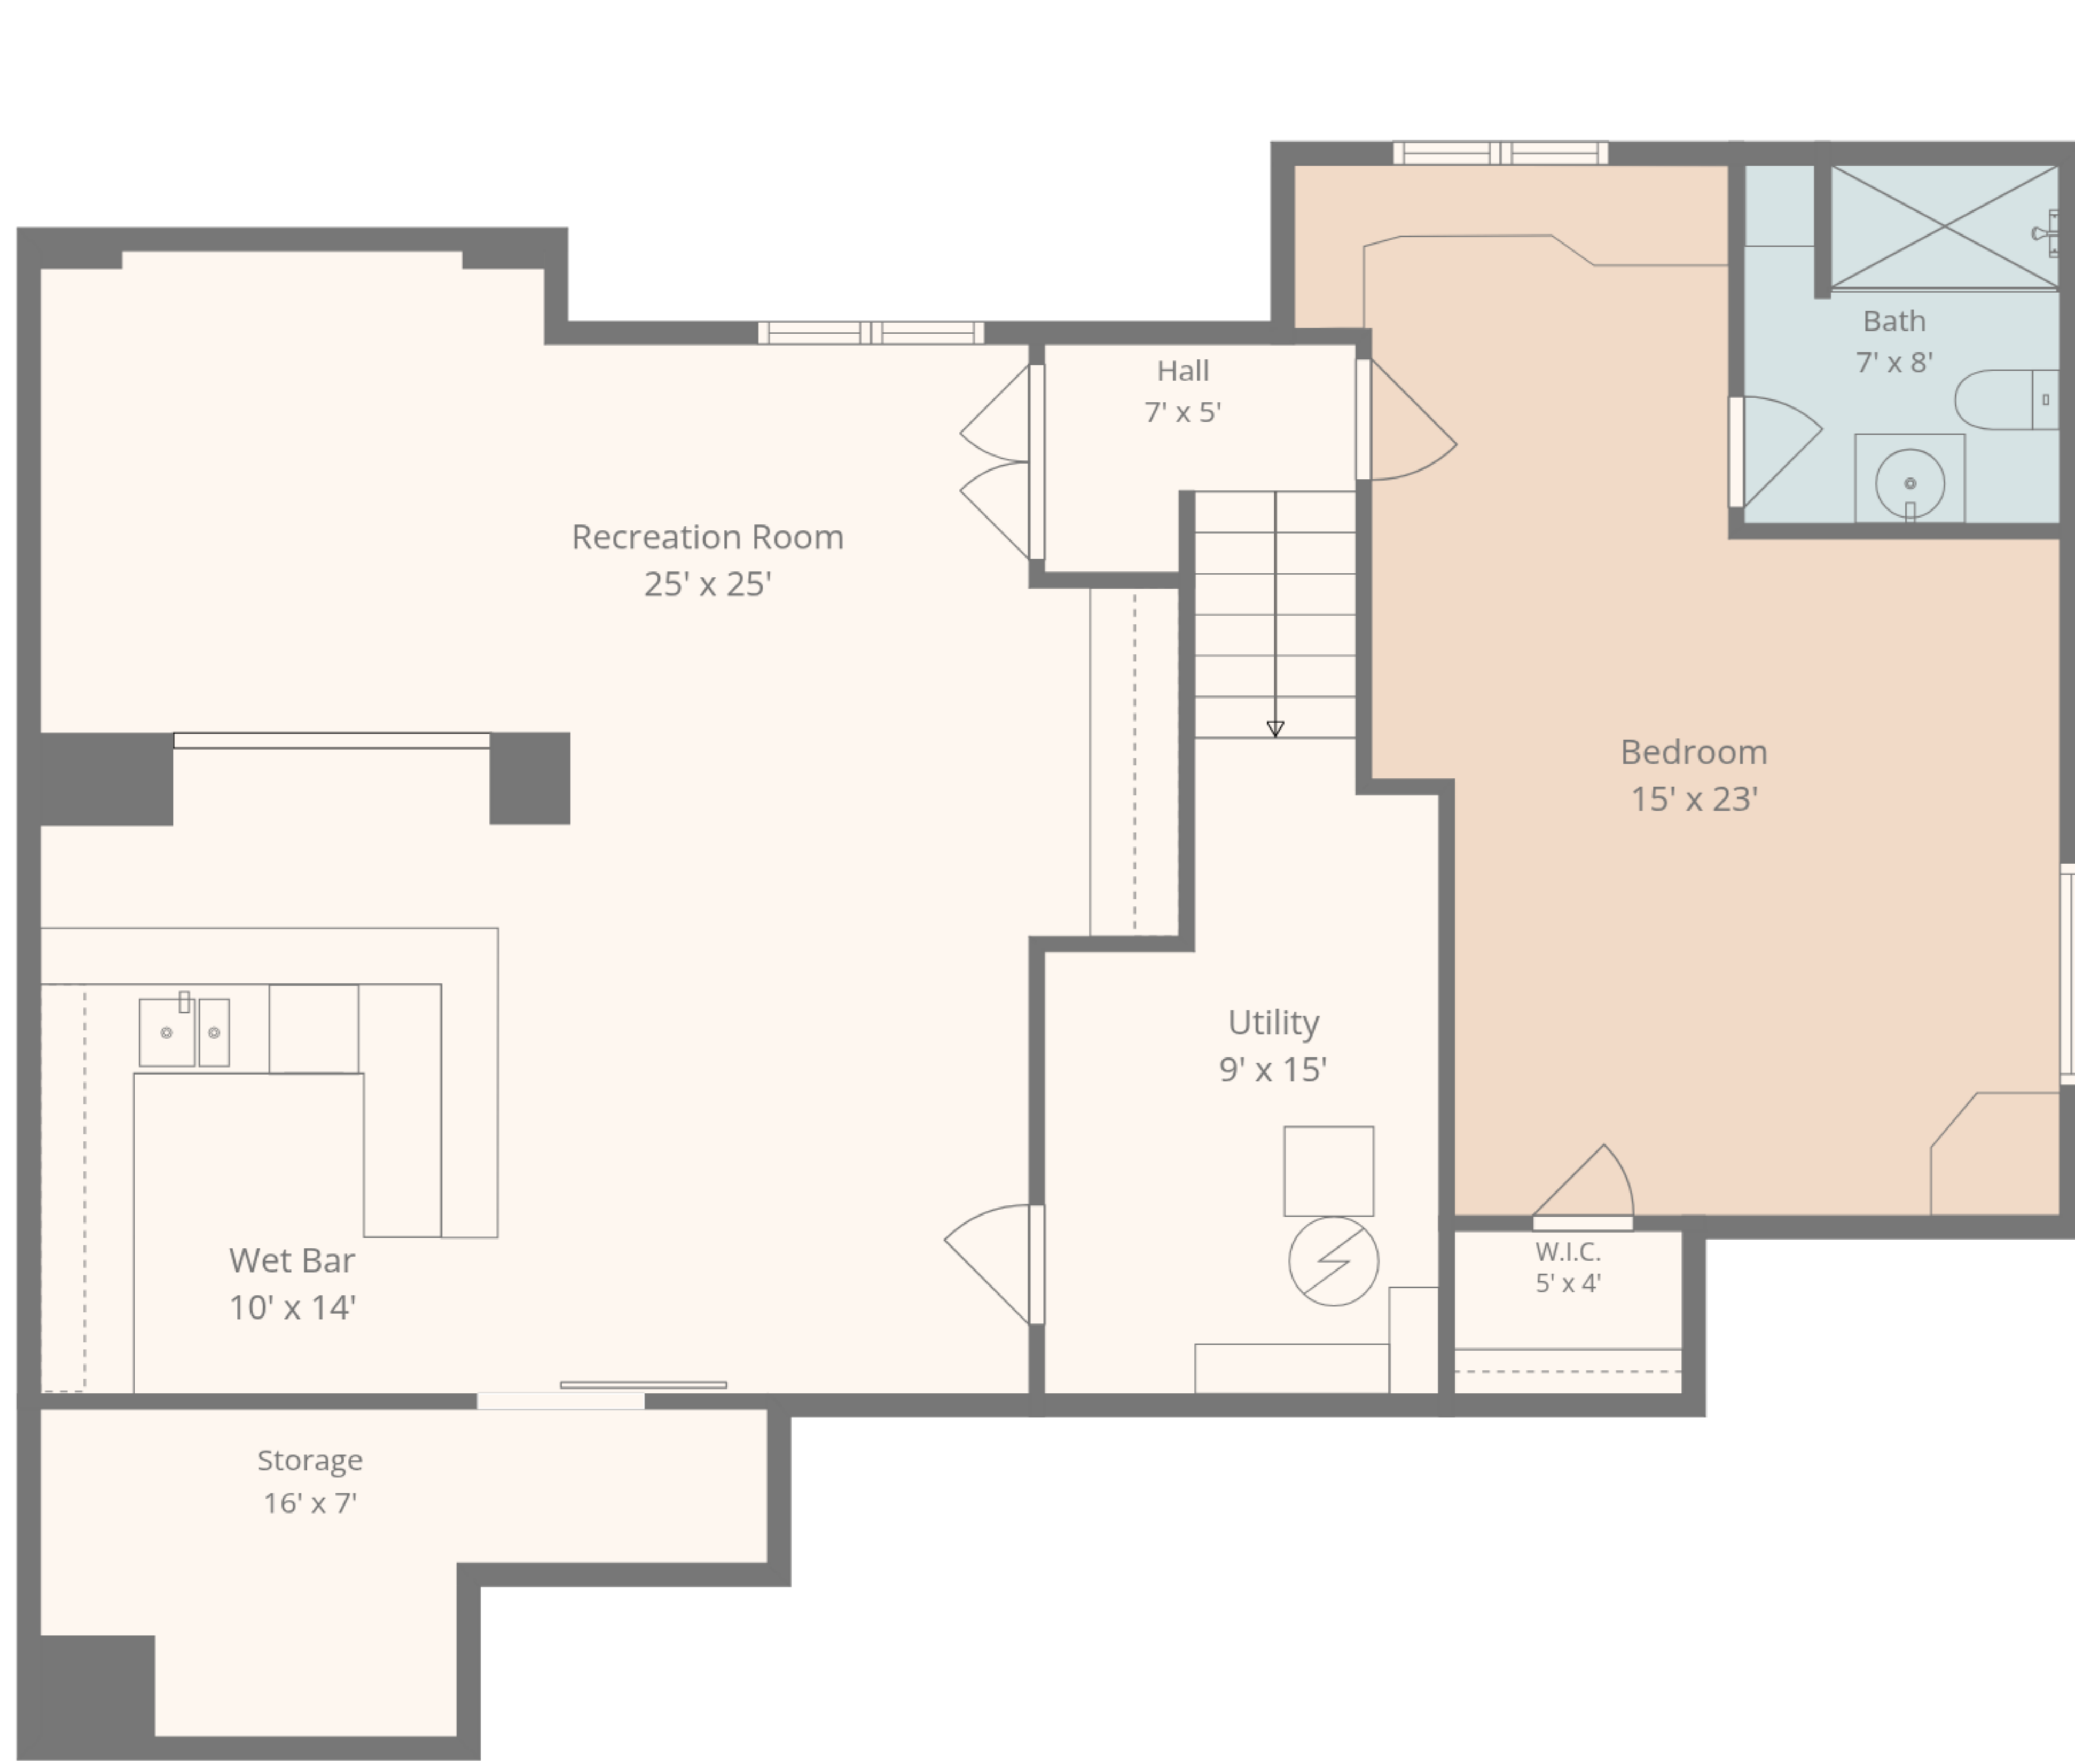 Bath
7' x 8'
Hall
7' x 5'
Recreation Room
25' x 25'
Bedroom
15' x 23'
Utility
9' x 15'
Wet Bar
10' x 14'
W.I.C.
5' x 4'
Storage
16' x 7'